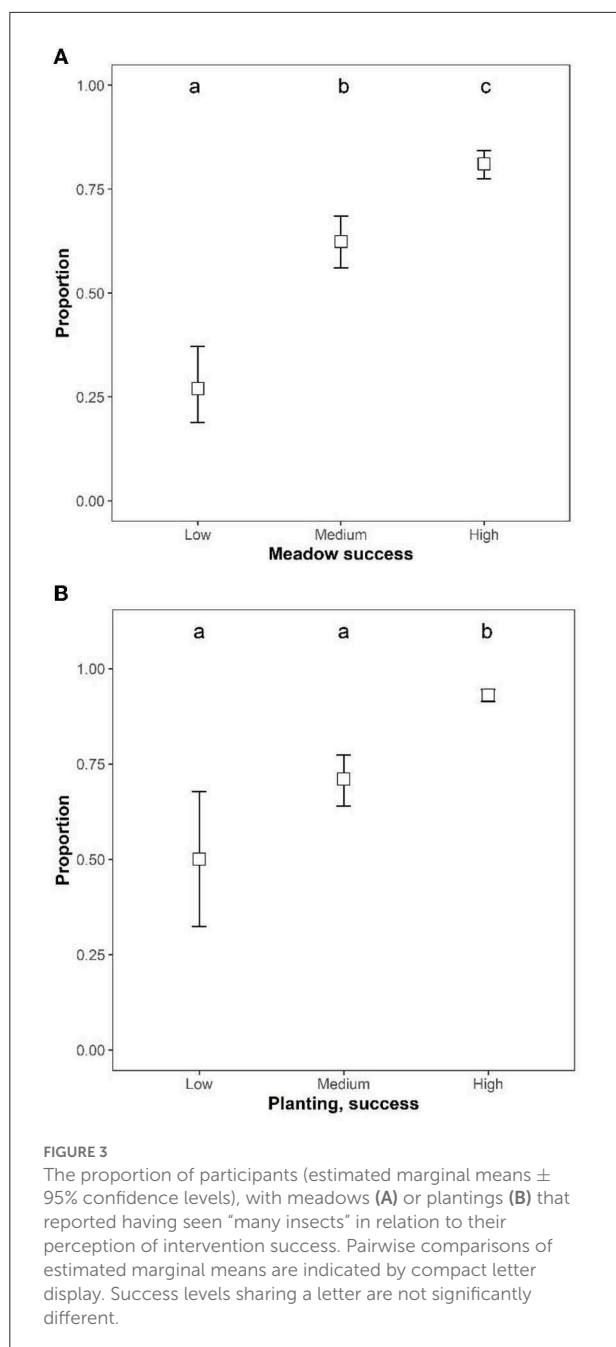 A
a b c
1.00
0.75
0.50
0.25
0.00
Proportion
Low Medium High
Meadow success
B
a a b
1.00
0.75
0.50
0.25
0.00
Proportion
Low Medium High
Planting, success
FIGURE 3
The proportion of participants (estimated marginal means ±
95% confidence levels), with meadows (A) or plantings (B) that
reported having seen “many insects” in relation to their
perception of intervention success. Pairwise comparisons of
estimated marginal means are indicated by compact letter
display. Success levels sharing a letter are not significantly
different.